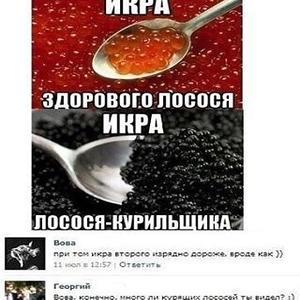 ИКРА
ЗДОРОВОГО ЛОСОСЯ
ИКРА
ЛОСОСЯ-КУРИЛЬЩИКА
Вова
при том икра второго изрядно дороже, вроде как ))
11 июл в 12:57 | Ответить
Георгий
Вова, конечно, много ли курящих лососей ты видел? :)